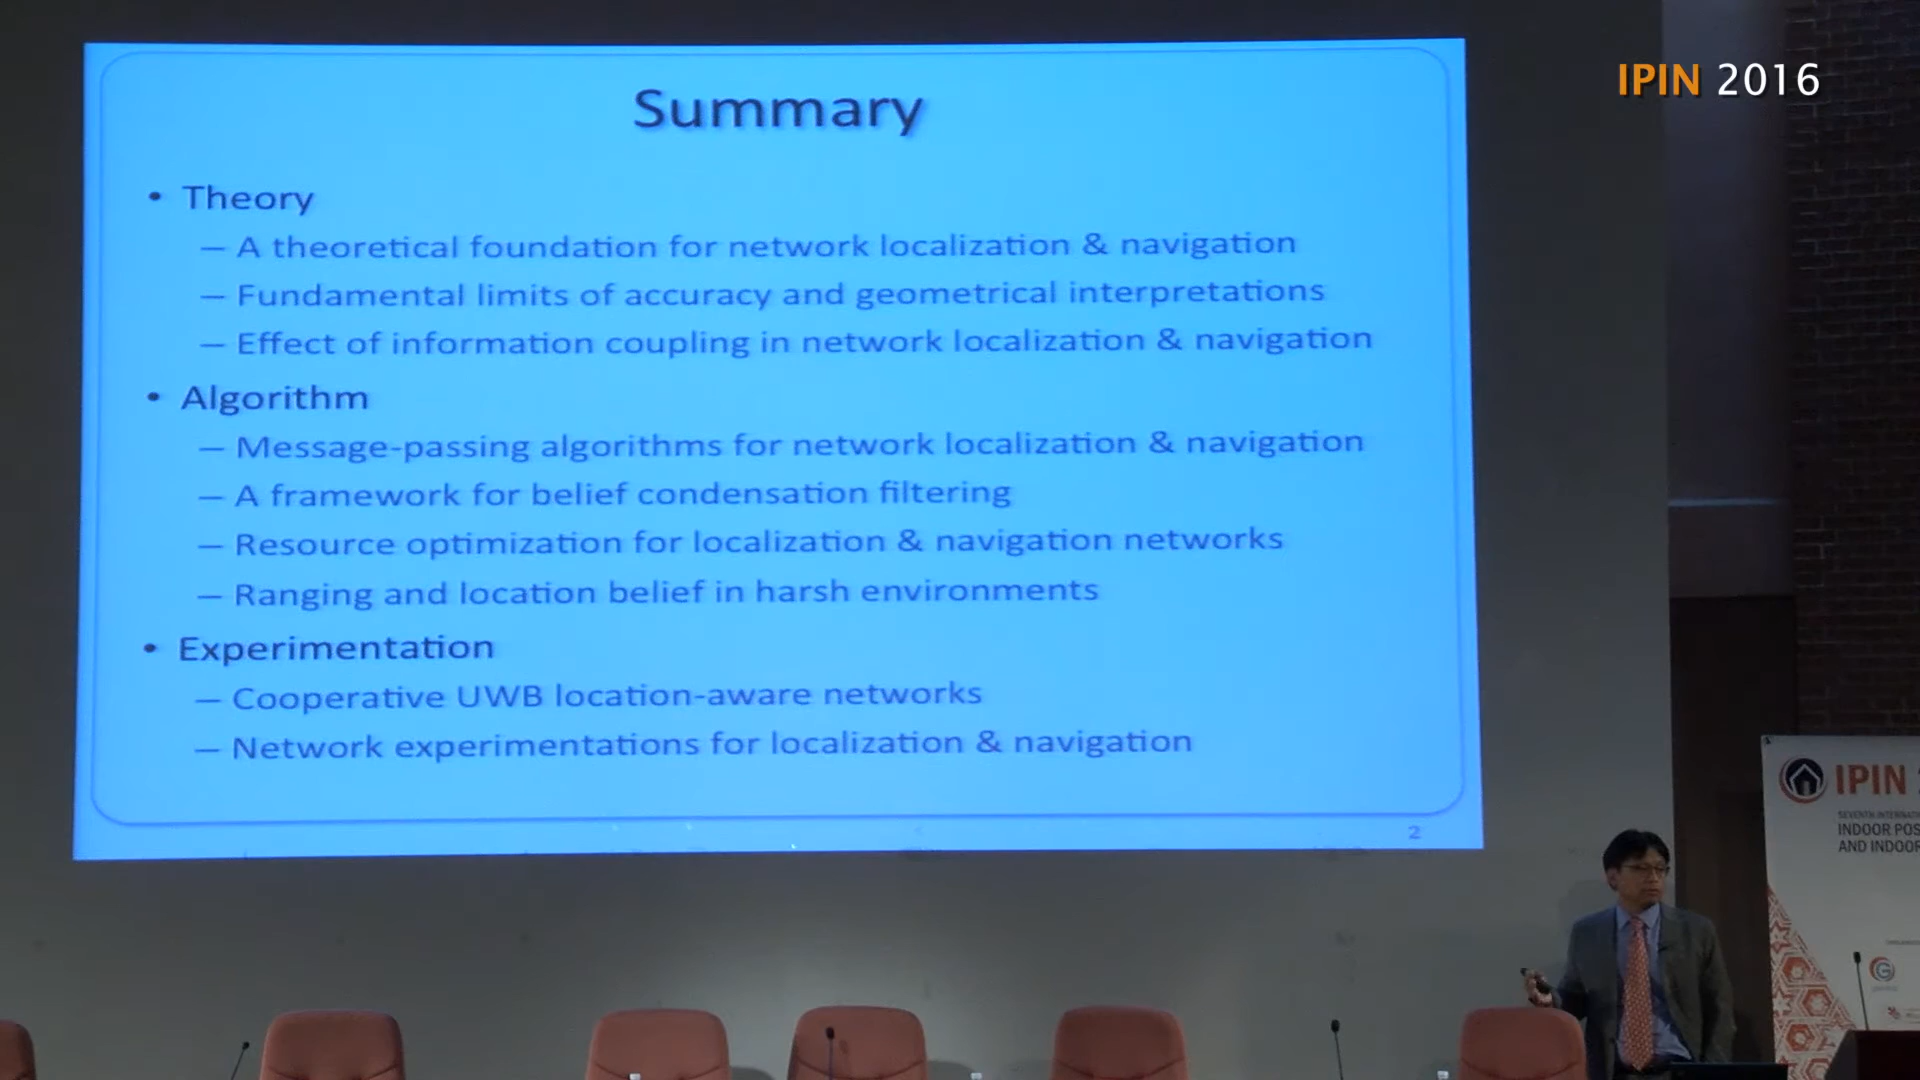 IPIN 2016
Summary
• Theory
– A theoretical foundation for network localization & navigation
– Fundamental limits of accuracy and geometrical interpretations
– Effect of information coupling in network localization & navigation
• Algorithm
– Message-passing algorithms for network localization & navigation
– A framework for belief condensation filtering
– Resource optimization for localization & navigation networks
– Ranging and location belief in harsh environments
• Experimentation
– Cooperative UWB location-aware networks
– Network experimentations for localization & navigation
2
IPIN
SEVENTH
INDOOR
AND INDOOR